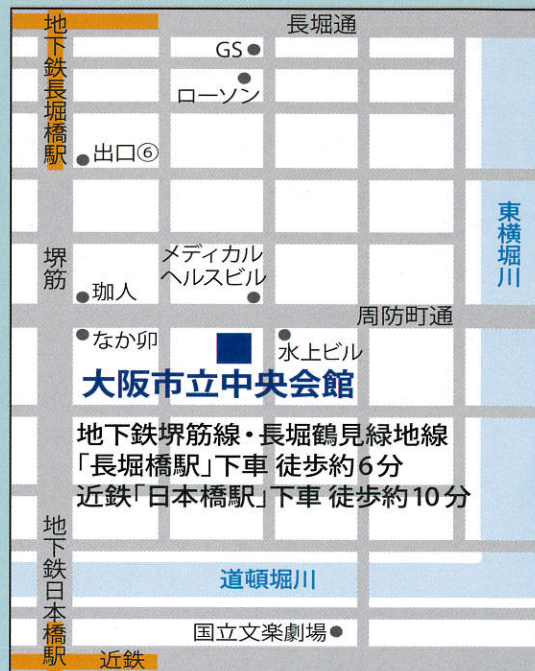 長堀通
地下鉄長堀橋駅
GS
ローソン
出口⑥
東横堀川
堺筋
メディカル
ヘルスビル
珈人
周防町通
なか卯
水上ビル
大阪市立中央会館
地下鉄堺筋線・長堀鶴見緑地線
「長堀橋駅」下車 徒歩約6分
近鉄「日本橋駅」下車 徒歩約10分
地下鉄日本橋駅
道頓堀川
国立文楽劇場
近鉄